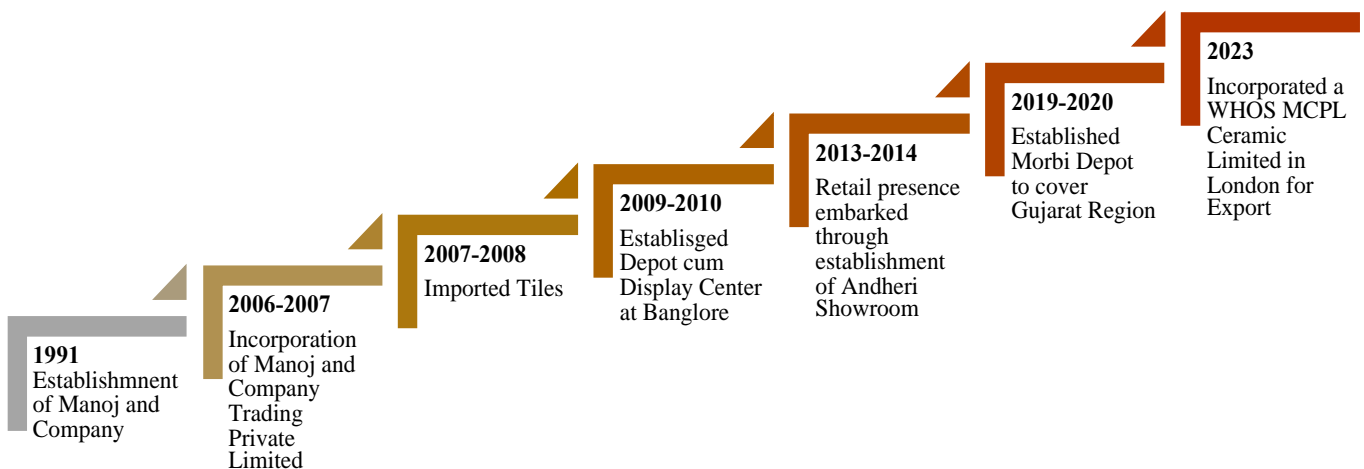 1991
Establishmnent
of Manoj and
Company
2006-2007
Incorporation
of Manoj and
Company
Trading
Private
Limited
2007-2008
Imported Tiles
2009-2010
Establisged
Depot cum
Display Center
at Banglore
2013-2014
Retail presence
embarked
through
establishment
of Andheri
Showroom
2019-2020
Established
Morbi Depot
to cover
Gujarat Region
2023
Incorporated a
WHOS MCPL
Ceramic
Limited in
London for
Export